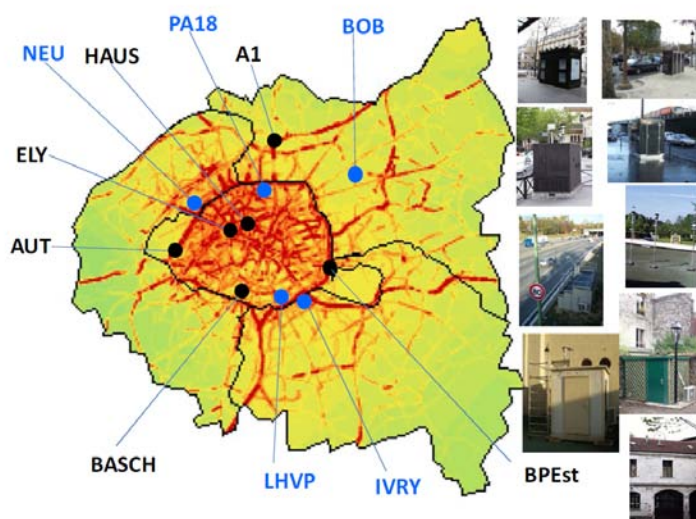 PA18
BOB
NEU
HAUS
A1
ELY
AUT
BASCH
LHVP
IVRY
BPEst